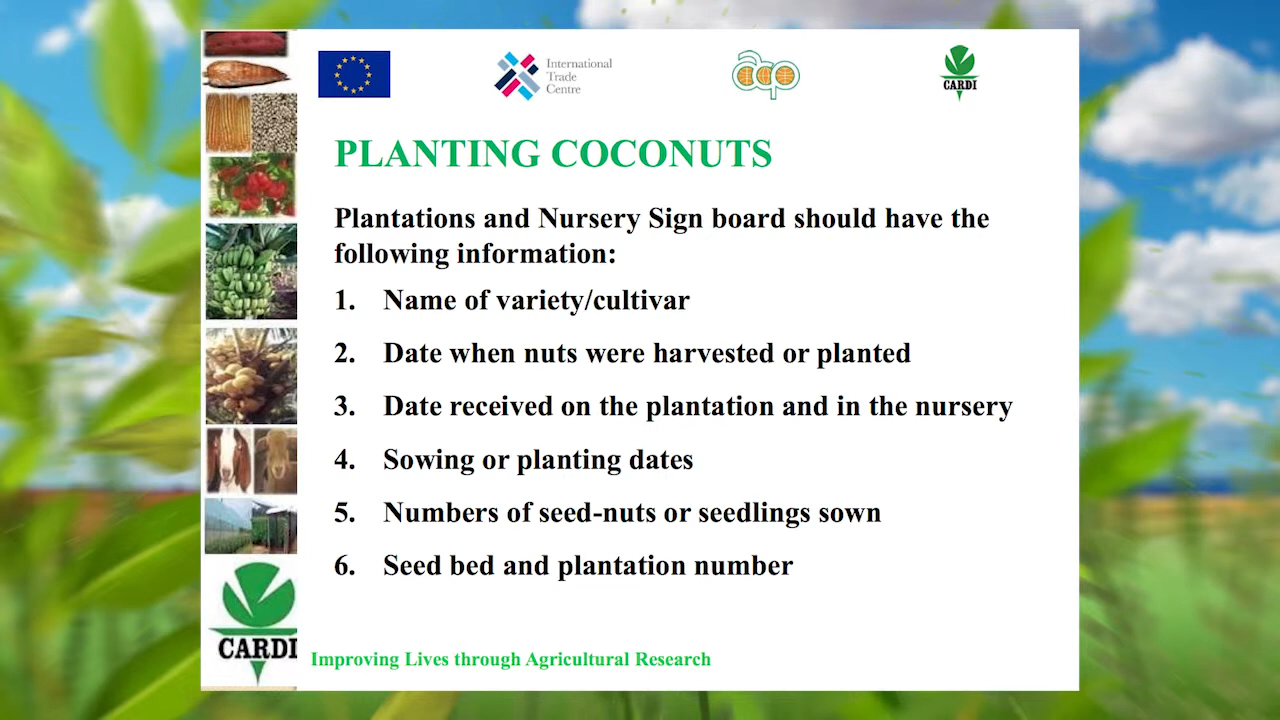 International
Trade
Centre
acp
CARDI
PLANTING COCONUTS
Plantations and Nursery Sign board should have the
following information:
1. Name of variety/cultivar
2. Date when nuts were harvested or planted
3. Date received on the plantation and in the nursery
4. Sowing or planting dates
5. Numbers of seed-nuts or seedlings sown
6. Seed bed and plantation number
CARDI
Improving Lives through Agricultural Research